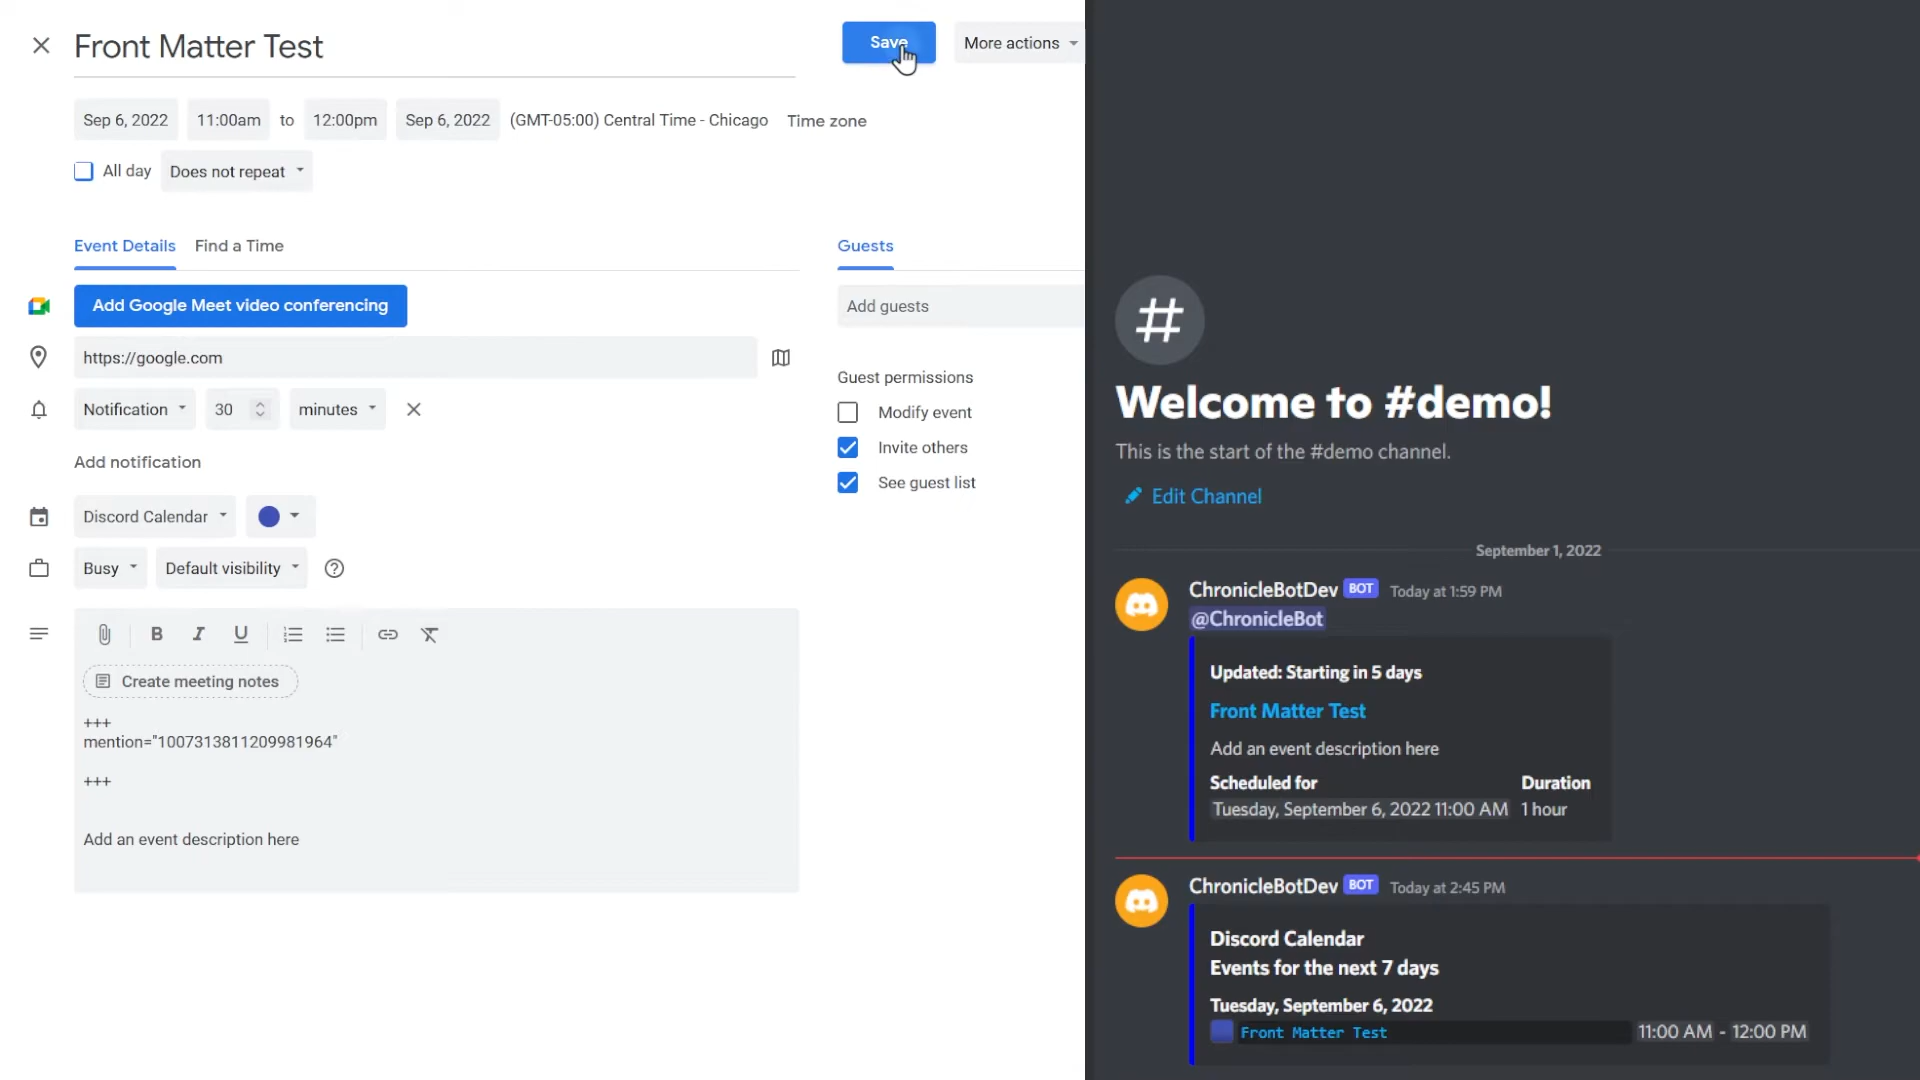 Front Matter Test
Save
More actions
Sep 6, 2022
11:00am
to
12:00pm
Sep 6, 2022
(GMT-05:00) Central Time - Chicago
Time zone
All day
Does not repeat
Event Details
Find a Time
Add Google Meet video conferencing
https://google.com
Notification
30
minutes
Add notification
Discord Calendar
Busy
Default visibility
Create meeting notes
+++
mention="1007313811209981964"
+++
Add an event description here
Guests
Add guests
Guest permissions
Modify event
Invite others
See guest list
#
Welcome to #demo!
This is the start of the #demo channel.
Edit Channel
September 1, 2022
ChronicleBotDev BOT Today at 1:59 PM
@ChronicleBot
Updated: Starting in 5 days
Front Matter Test
Add an event description here
Scheduled for Duration
Tuesday, September 6, 2022 11:00 AM 1 hour
ChronicleBotDev BOT Today at 2:45 PM
Discord Calendar
Events for the next 7 days
Tuesday, September 6, 2022
Front Matter Test 11:00 AM - 12:00 PM